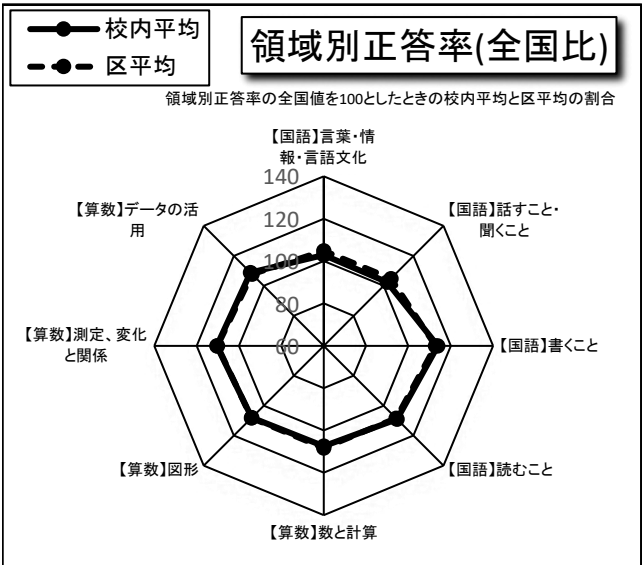 校内平均
区平均
領域別正答率(全国比)
領域別正答率の全国値を100としたときの校内平均と区平均の割合
【国語】言葉・情
報・言語文化
【国語】話すこと・
聞くこと
【国語】書くこと
【国語】読むこと
【算数】数と計算
【算数】図形
【算数】測定、変化
と関係
【算数】データの活
用
140
120
100
80
60